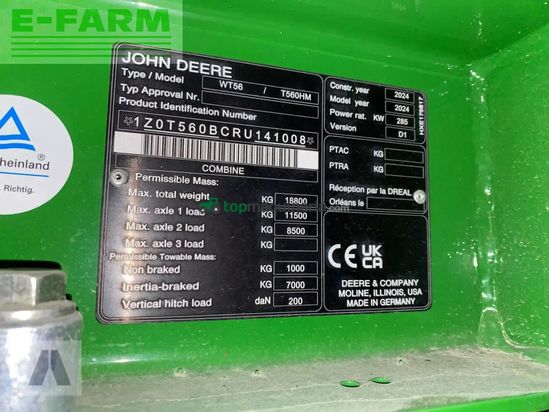 E-FARM
JOHN DEERE
Type / Model WT56 / T560HM
Typ Approval Nr.
Product Identification Number
*1Z0T560BCRU141008*
COMBINE
Permissible Mass:
Max. total weight KG 18800
Max. axle 1 load KG 11500
Max. axle 2 load KG 8500
Max. axle 3 load KG
Permissible Towable Mass:
Non braked KG 1000
Inertia-braked KG 7000
Vertical hitch load daN 200
Constr. year 2024
Model year 2024
Power rat. KW 285
Version D1
PTAC KG
PTRA KG
Réception par la DREAL
Orléans le
CE UK CA
DEERE & COMPANY
MOLINE, ILLINOIS, USA
MADE IN GERMANY
heinland
. Richtig.